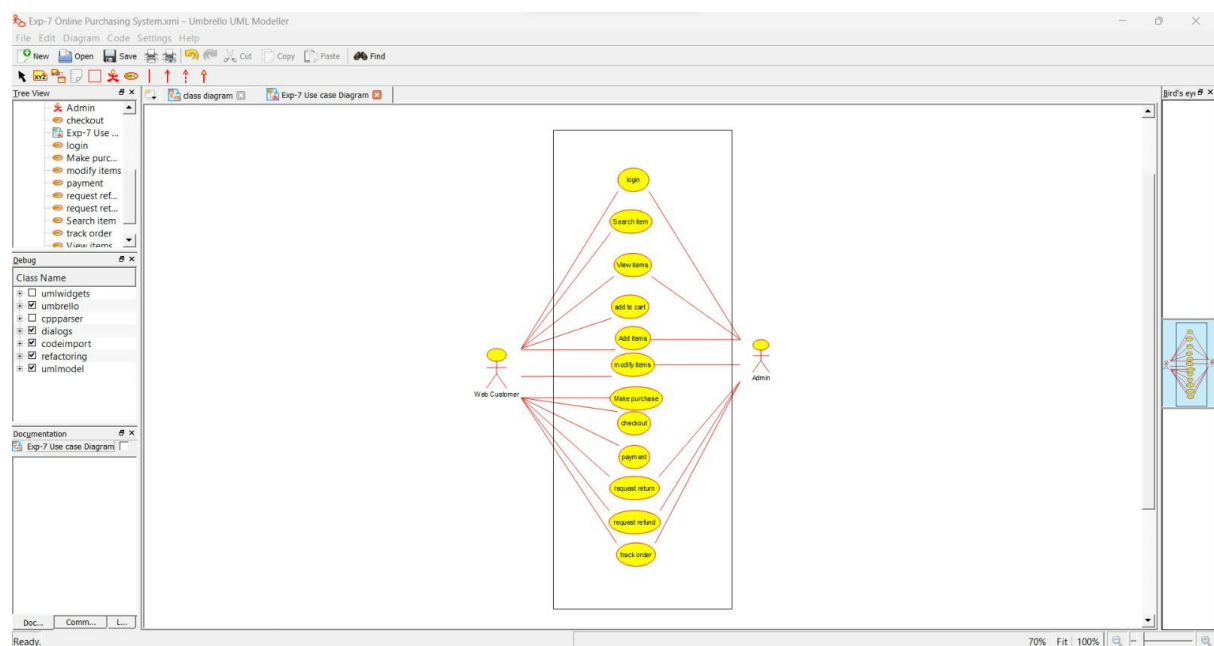 Exp-7 Online Purchasing System.xmi – Umbrello UML Modeller
File Edit Diagram Code Settings Help
New Open Save Cut Copy Paste Find
xyz
Tree View
class diagram
Exp-7 Use case Diagram
Bird's eye
Admin
checkout
Exp-7 Use ...
login
Make purc...
modify items
payment
request ref...
request ret...
Search item
track order
View items
Debug
Class Name
umlwidgets
umbrello
cppparser
dialogs
codeimport
refactoring
umlmodel
Documentation
Exp-7 Use case Diagram
login
Search item
View items
add to cart
Add items
modify items
Make purchase
checkout
payment
request return
request refund
track order
Web Customer
Admin
Doc... Comm... L...
Ready.
70% Fit 100%